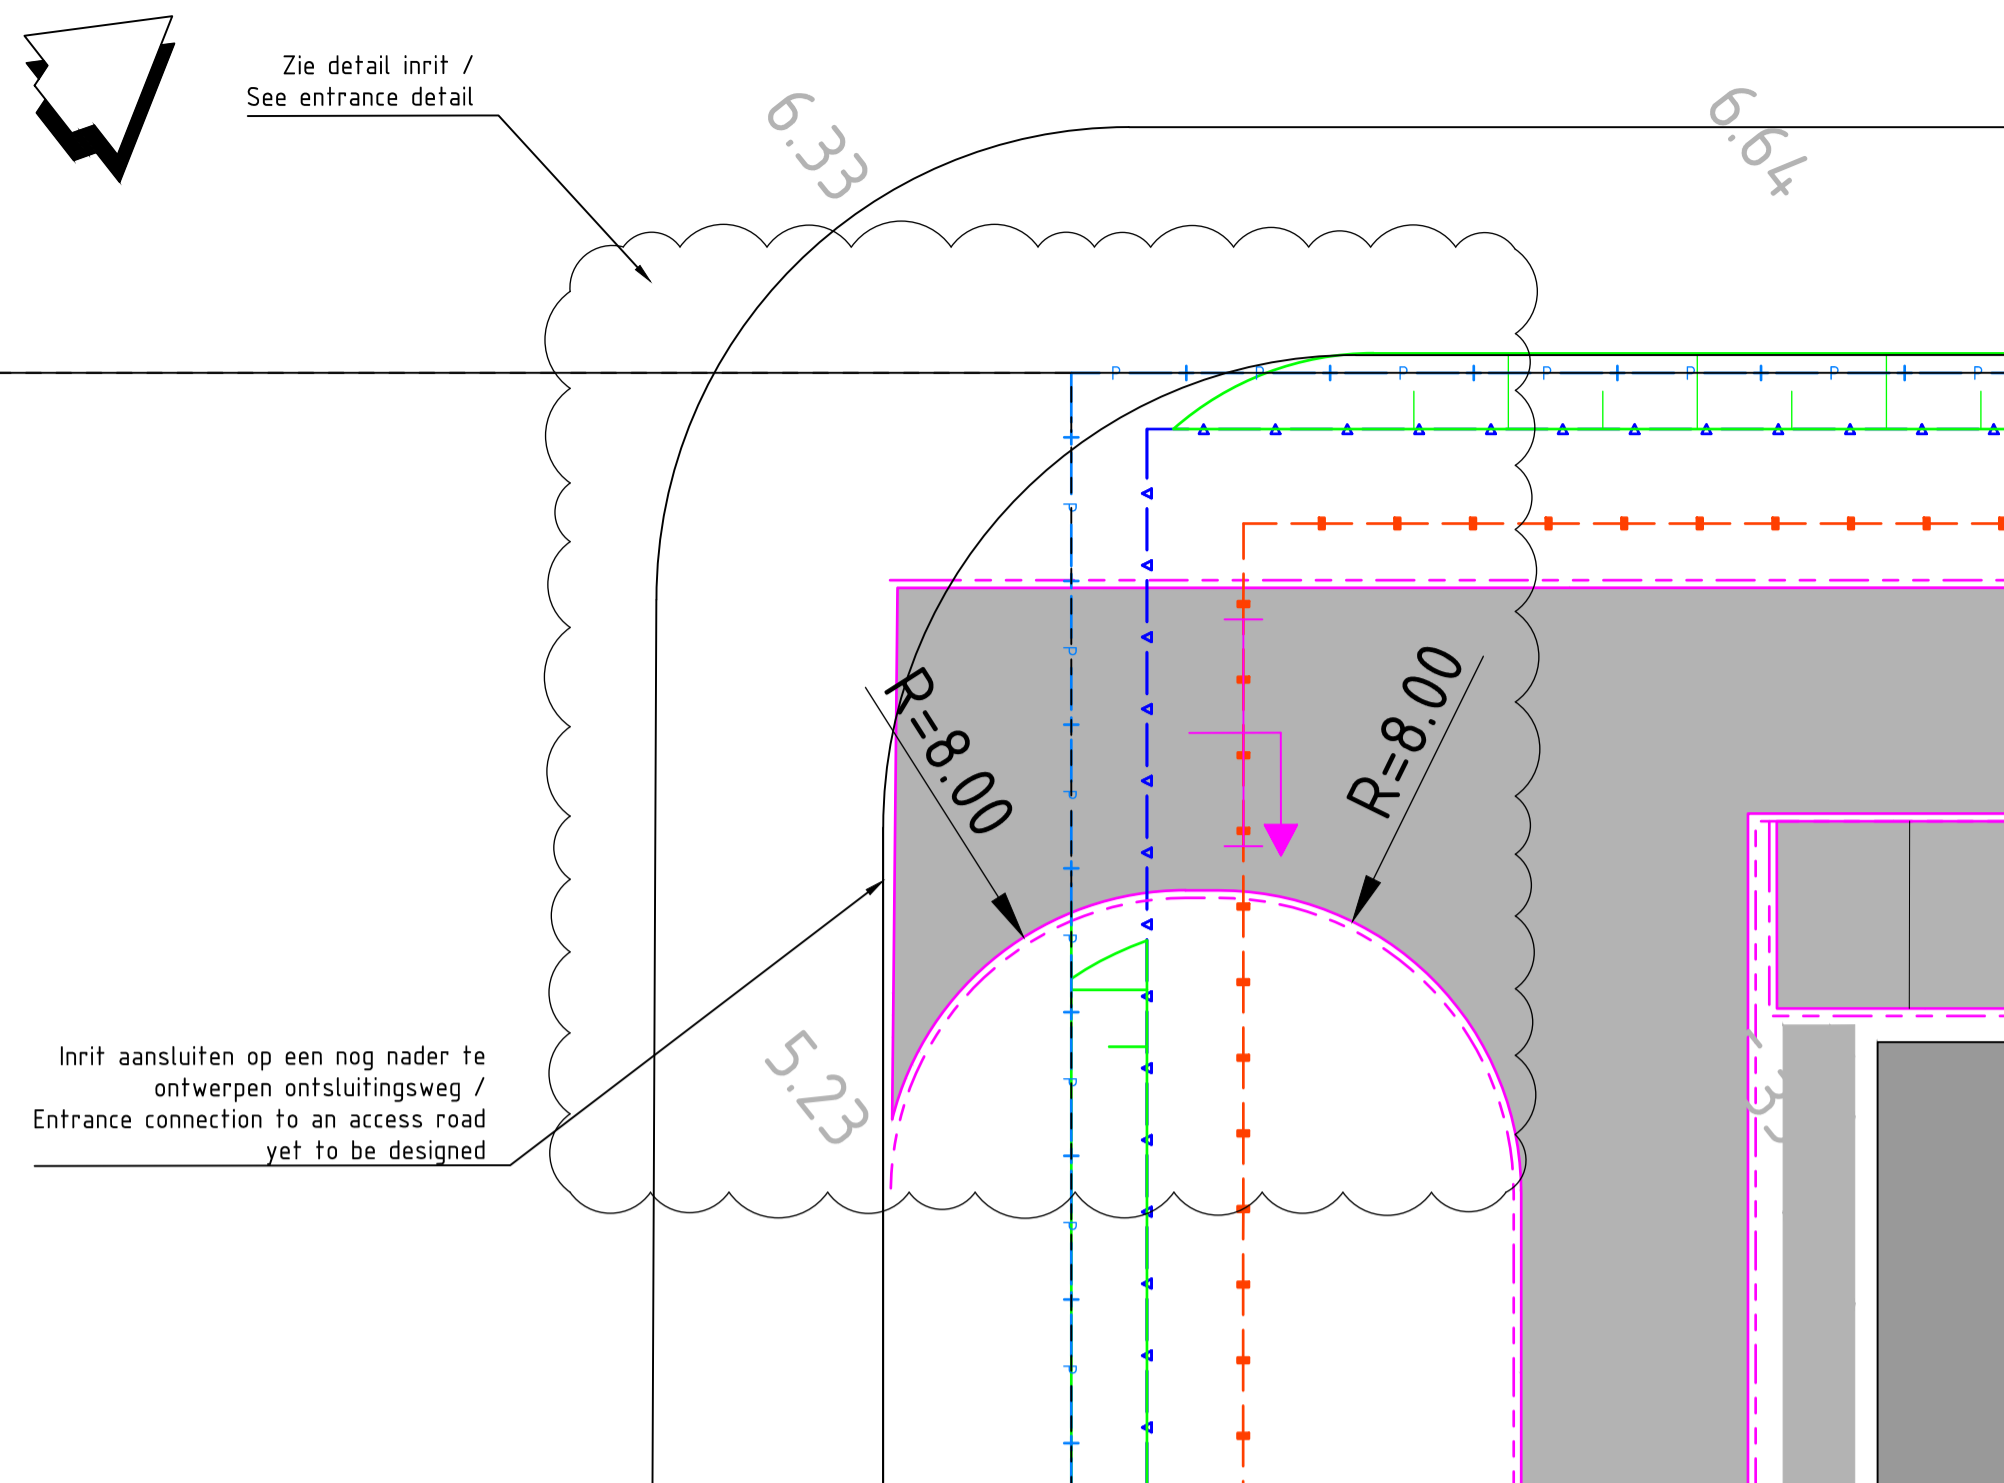 Zie detail inrit /
See entrance detail
6.33
6.64
R=8.00
R=8.00
Inrit aansluiten op een nog nader te
ontwerpen ontsluitingsweg /
Entrance connection to an access road
yet to be designed
5.23
P
P
P
P
P
P
P
P
P
P
P
P
P
P